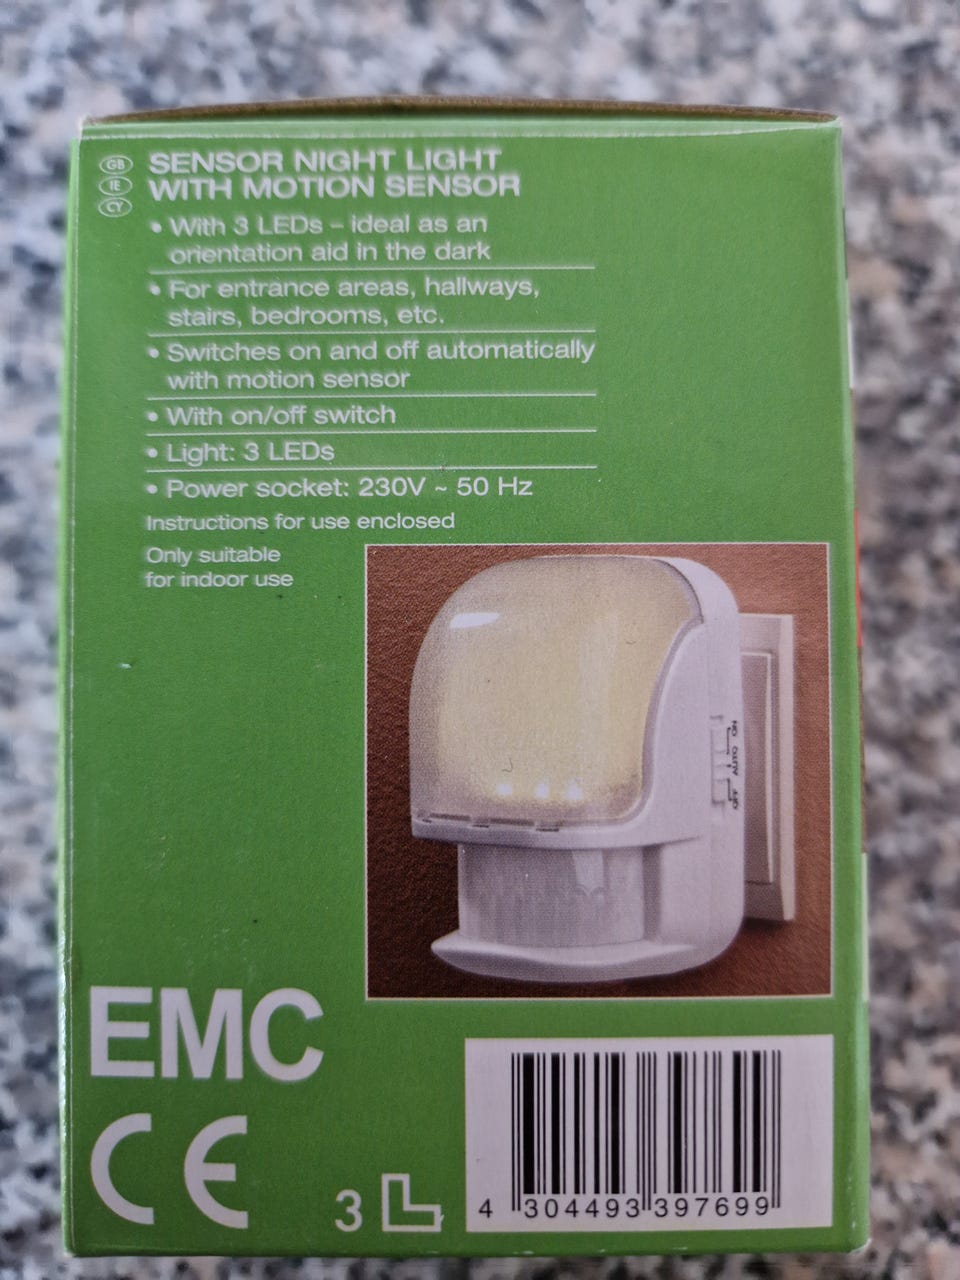 GB
IE
CY
SENSOR NIGHT LIGHT
WITH MOTION SENSOR
• With 3 LEDs – ideal as an
orientation aid in the dark
• For entrance areas, hallways,
stairs, bedrooms, etc.
• Switches on and off automatically
with motion sensor
• With on/off switch
• Light: 3 LEDs
• Power socket: 230V ~ 50 Hz
Instructions for use enclosed
Only suitable
for indoor use
ON AUTO OFF
EMC
CE
3 L
4 304493 397699